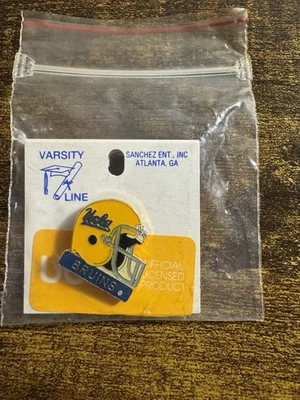 VARSITY
LINE
SANCHEZ ENT., INC
ATLANTA, GA
Ucla
BRUINS
OFFICIAL
LICENSED
PRODUCT